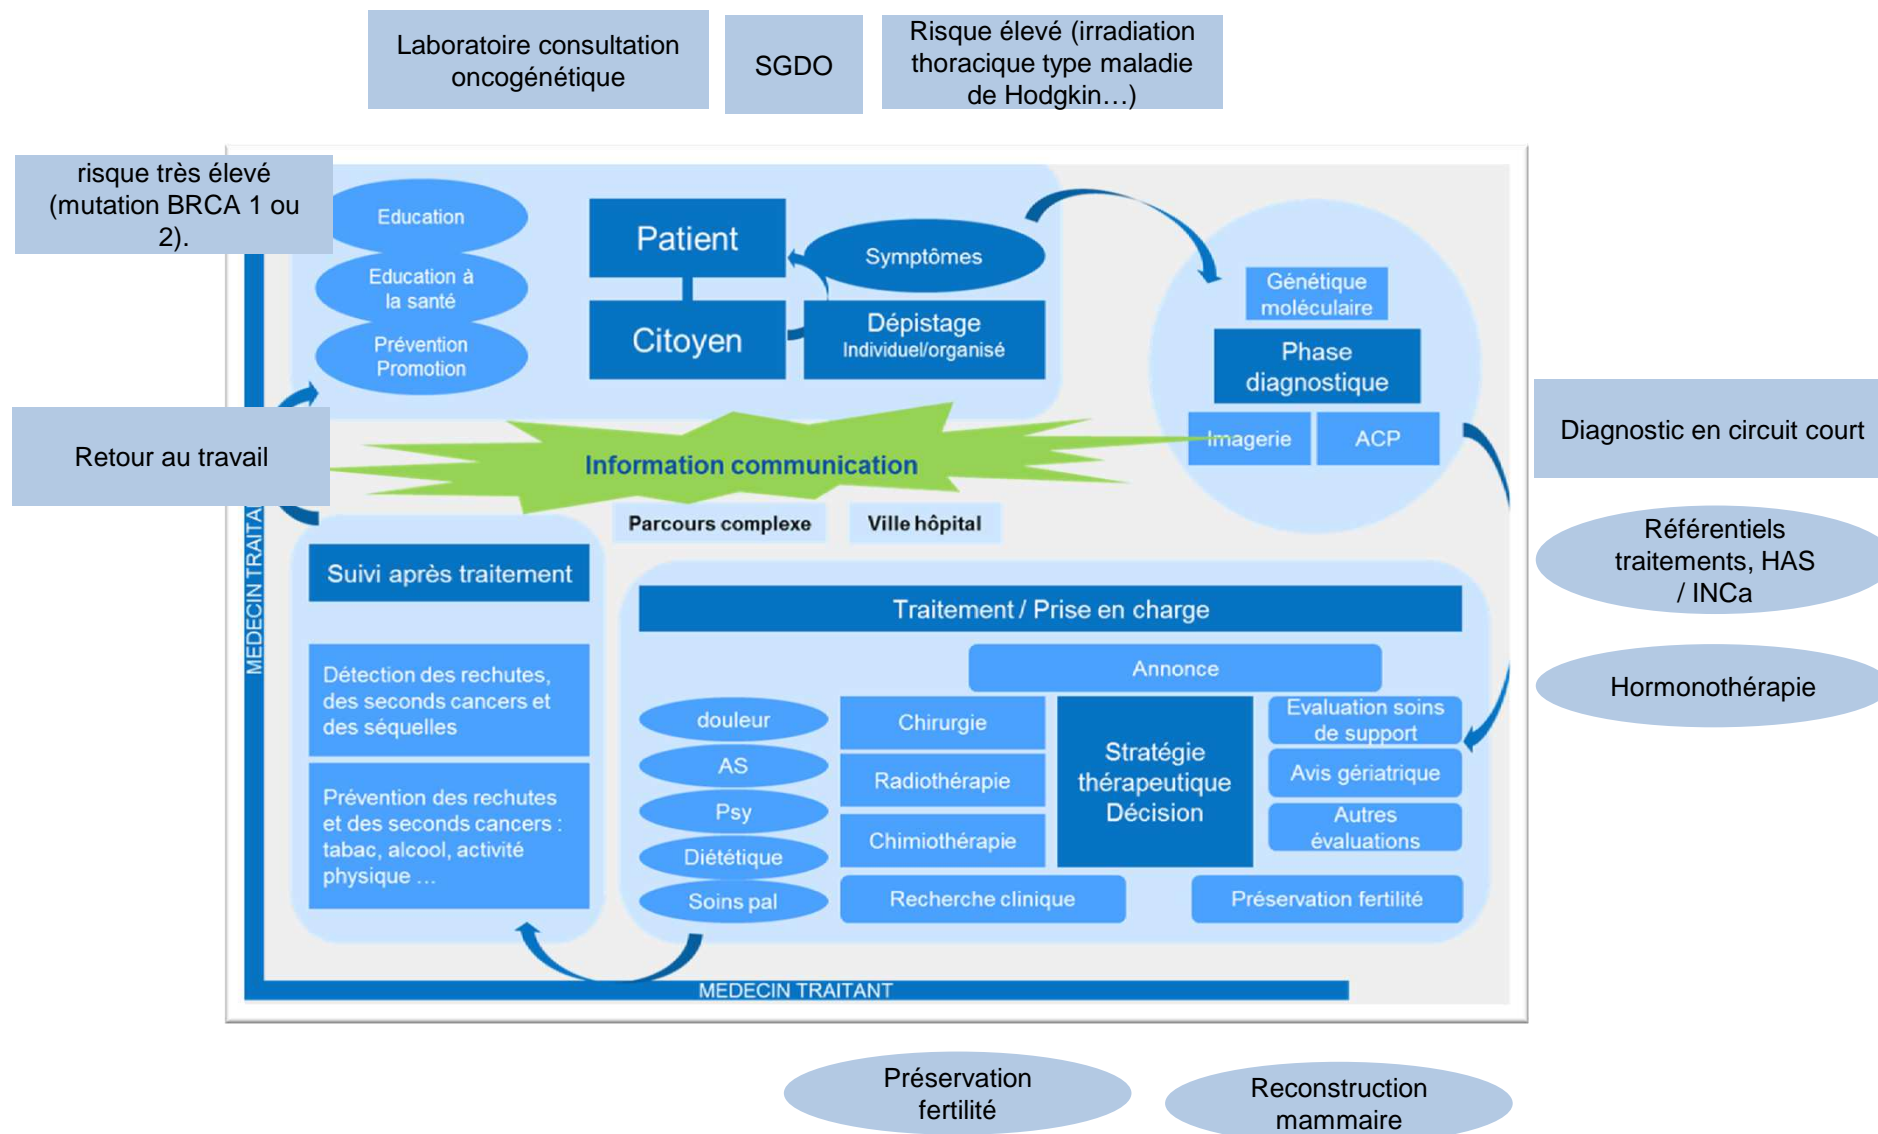 Laboratoire consultation
oncogénétique
SGDO
Risque élevé (irradiation
thoracique type maladie
de Hodgkin…)
risque très élevé
(mutation BRCA 1 ou
2).
Education
Education à
la santé
Prévention
Promotion
Patient
Citoyen
Symptômes
Dépistage
Individuel/organisé
Génétique
moléculaire
Phase
diagnostique
Imagerie
ACP
Retour au travail
Information communication
Diagnostic en circuit court
Parcours complexe
Ville hôpital
Référentiels
traitements, HAS
/ INCa
Hormonothérapie
MEDECIN TRAITA
Suivi après traitement
Détection des rechutes,
des seconds cancers et
des séquelles
Prévention des rechutes
et des seconds cancers :
tabac, alcool, activité
physique ...
Traitement / Prise en charge
Annonce
douleur
AS
Psy
Diététique
Soins pal
Chirurgie
Radiothérapie
Chimiothérapie
Stratégie
thérapeutique
Décision
Evaluation soins
de support
Avis gériatrique
Autres
évaluations
Recherche clinique
Préservation fertilité
MEDECIN TRAITANT
Préservation
fertilité
Reconstruction
mammaire